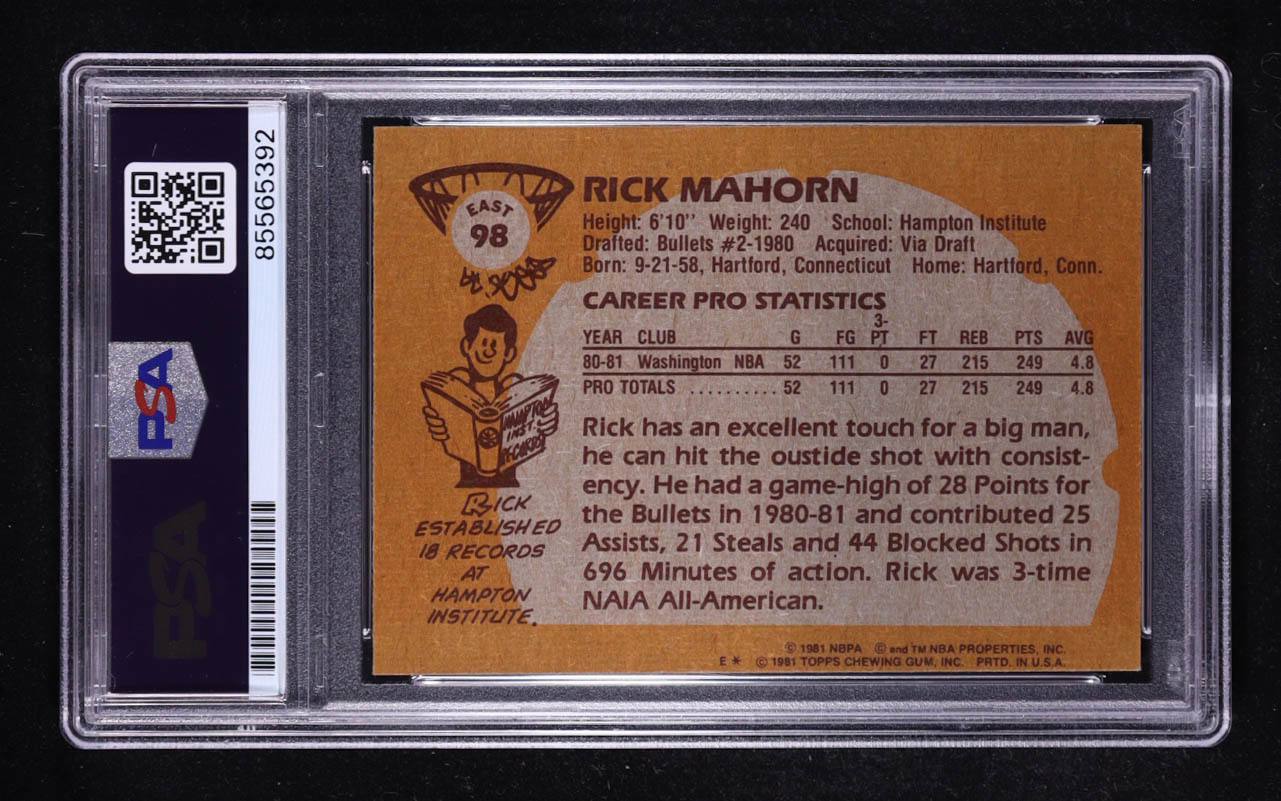 85565392
PSA
PSA
EAST
98
RICK MAHORN
Height: 6'10'' Weight: 240 School: Hampton Institute
Drafted: Bullets #2-1980 Acquired: Via Draft
Born: 9-21-58, Hartford, Connecticut Home: Hartford, Conn.
CAREER PRO STATISTICS
YEAR CLUB G FG 3-PT FT REB PTS AVG
80-81 Washington NBA 52 111 0 27 215 249 4.8
PRO TOTALS .......... 52 111 0 27 215 249 4.8
HAMPTON
INST.
RECORDS
RICK
ESTABLISHED
18 RECORDS
AT
HAMPTON
INSTITUTE.
Rick has an excellent touch for a big man,
he can hit the oustide shot with consist-
ency. He had a game-high of 28 Points for
the Bullets in 1980-81 and contributed 25
Assists, 21 Steals and 44 Blocked Shots in
696 Minutes of action. Rick was 3-time
NAIA All-American.
© 1981 NBPA © and TM NBA PROPERTIES, INC.
E * © 1981 TOPPS CHEWING GUM, INC. PRTD. IN U.S.A.